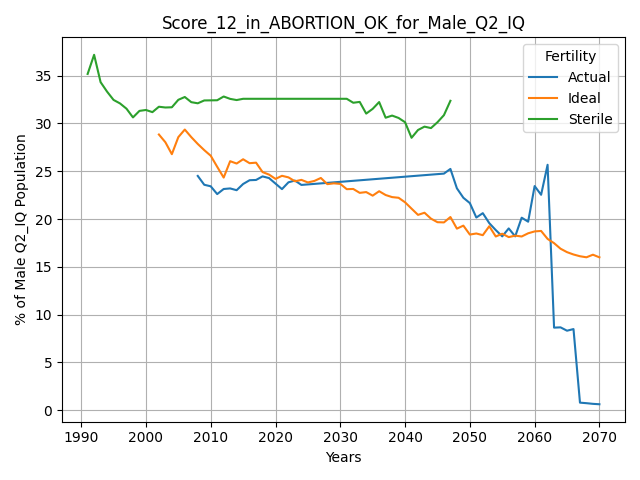 Score_12_in_ABORTION_OK_for_Male_Q2_IQ
% of Male Q2_IQ Population
35
30
25
20
15
10
5
0
Fertility
Actual
Ideal
Sterile
1990 2000 2010 2020 2030 2040 2050 2060 2070
Years